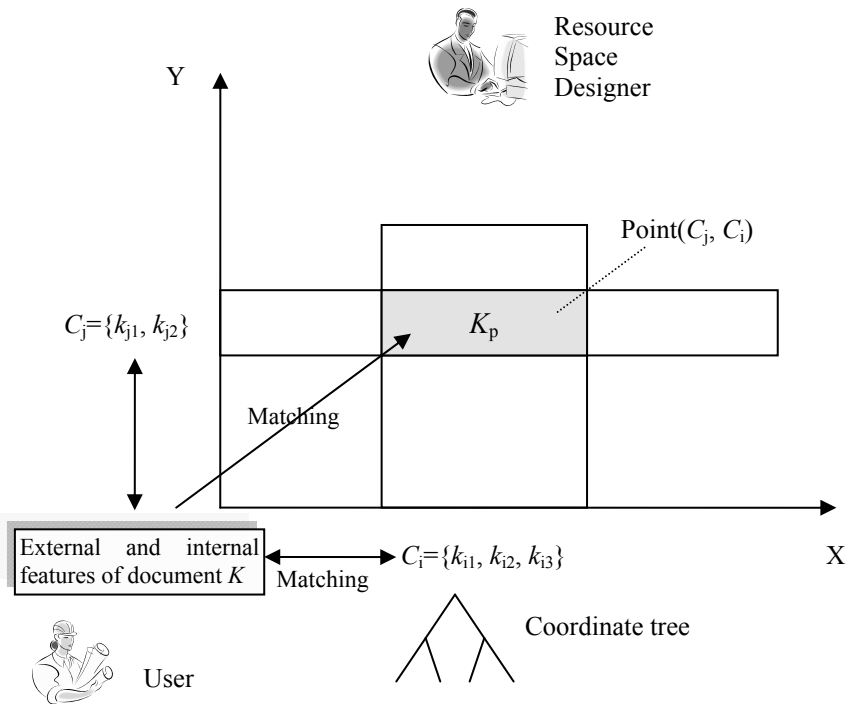 Resource
Space
Designer
Y
Point(Cj, Ci)
Cj={kj1, kj2}
Kp
Matching
External and internal
features of document K
Matching
Ci={ki1, ki2, ki3}
X
Coordinate tree
User